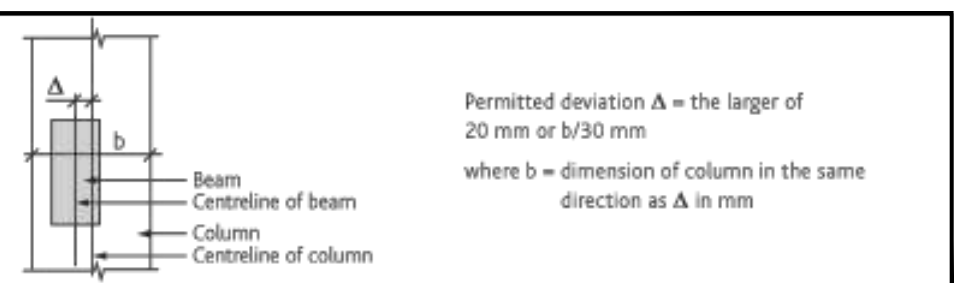 Δ
b
Beam
Centreline of beam
Column
Centreline of column
Permitted deviation Δ = the larger of
20 mm or b/30 mm
where b = dimension of column in the same
direction as Δ in mm